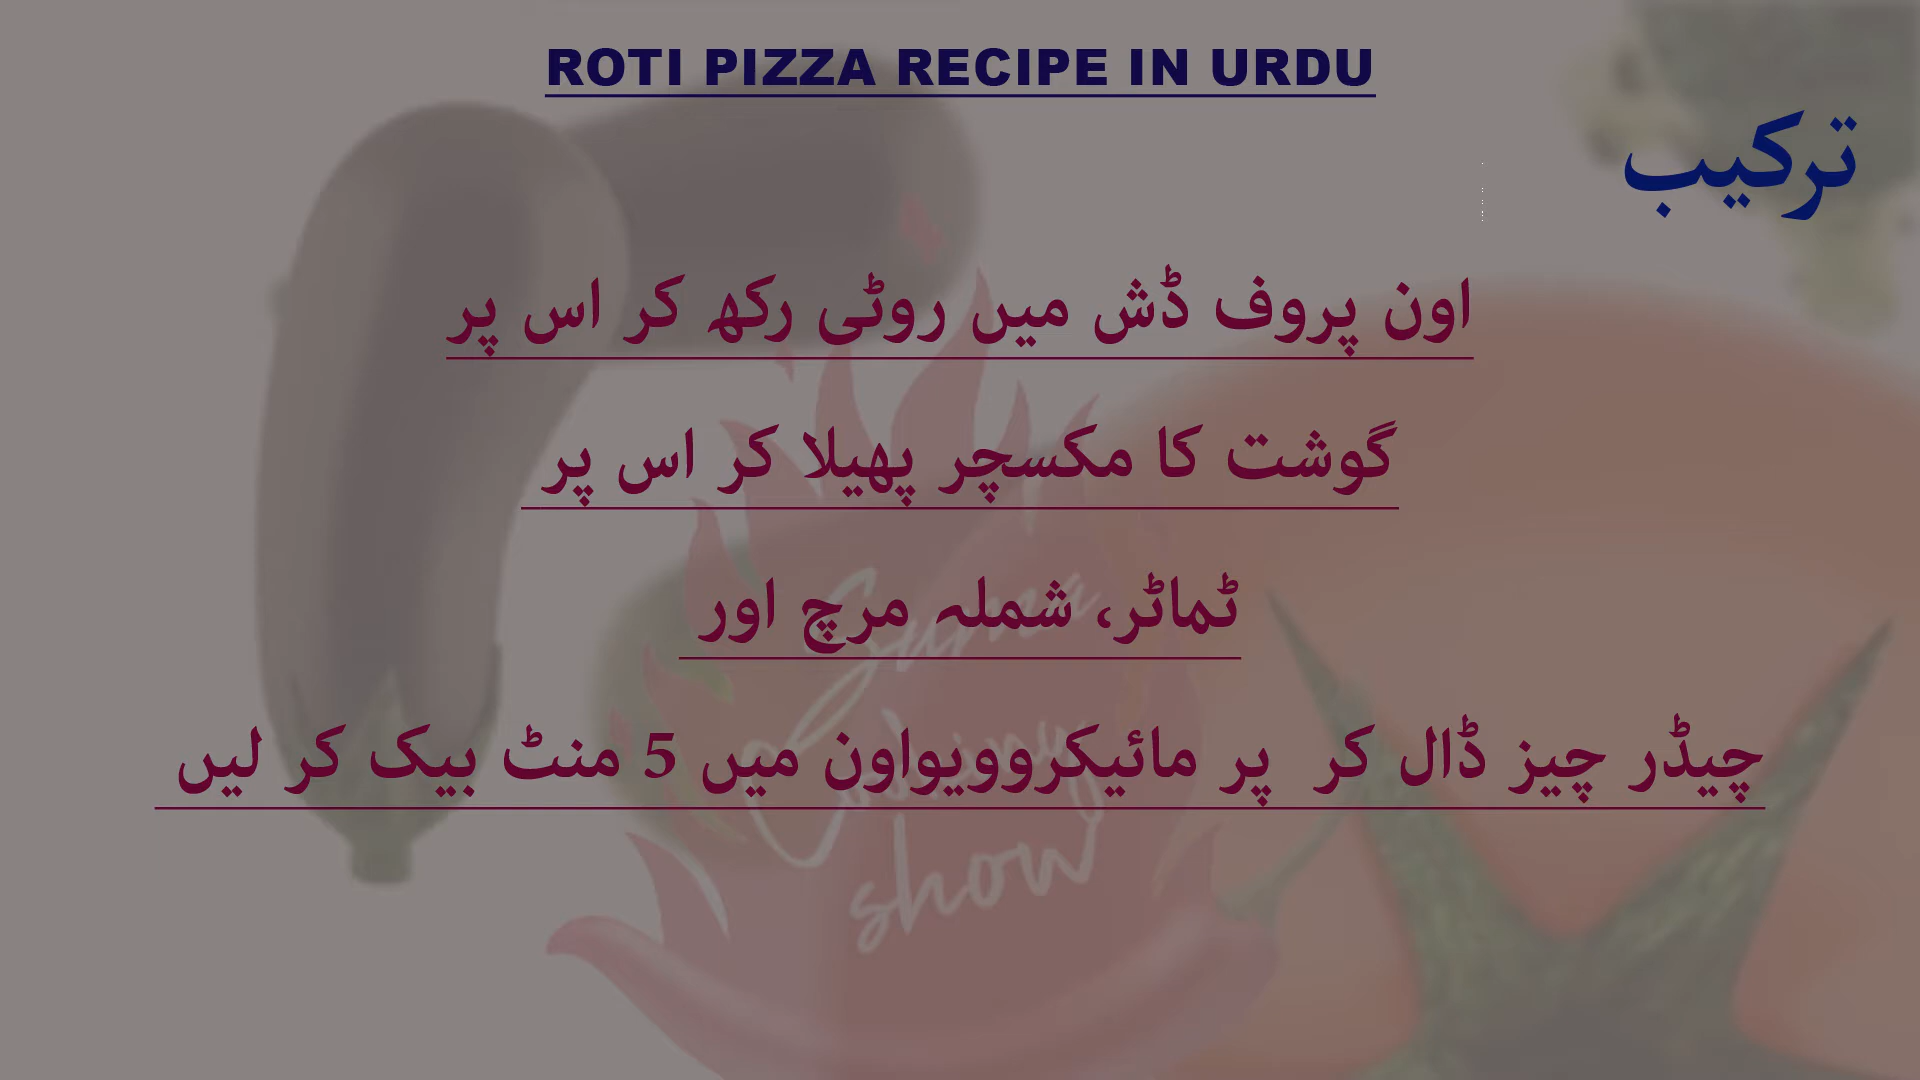 ROTI PIZZA RECIPE IN URDU
ترکیب
اون پروف ڈش میں روٹی رکھ کر اس پر
گوشت کا مکسچر پھیلا کر اس پر
ٹماٹر، شملہ مرچ اور
چیڈر چیز ڈال کر پر مائیکروویواون میں 5 منٹ بیک کر لیں
Cooking
show